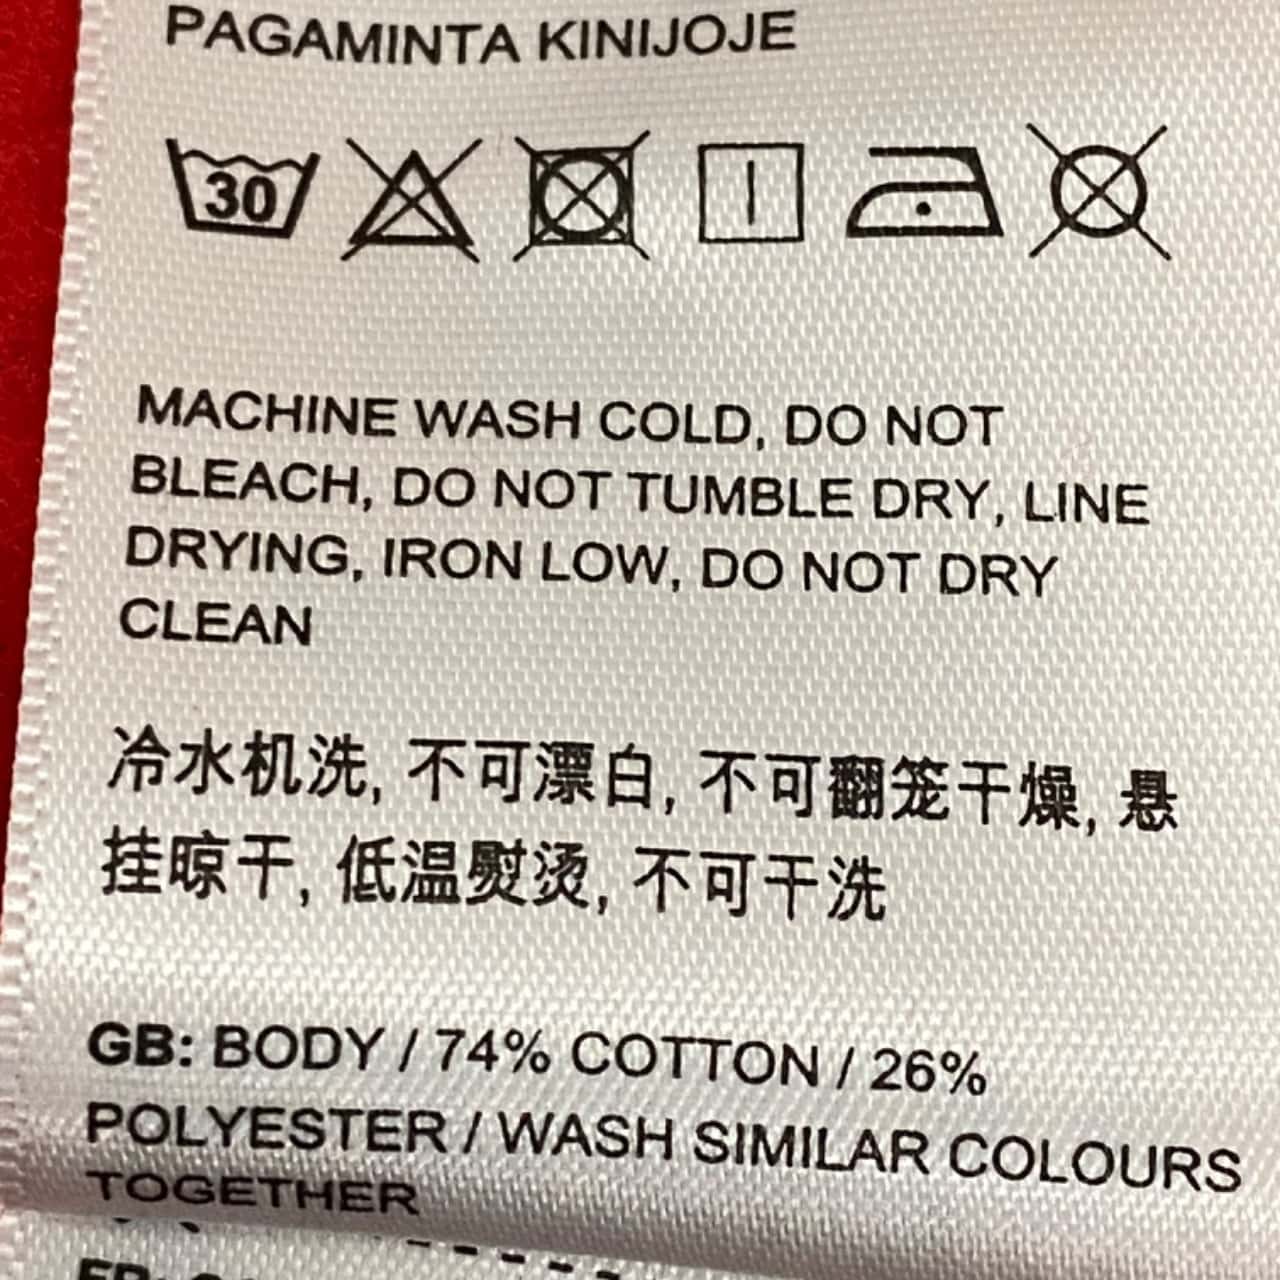 PAGAMINTA KINIJOJE
30
MACHINE WASH COLD, DO NOT
BLEACH, DO NOT TUMBLE DRY, LINE
DRYING, IRON LOW, DO NOT DRY
CLEAN
冷水机洗, 不可漂白, 不可翻笼干燥, 悬
挂晾干, 低温熨烫, 不可干洗
GB: BODY / 74% COTTON / 26%
POLYESTER / WASH SIMILAR COLOURS
TOGETHER